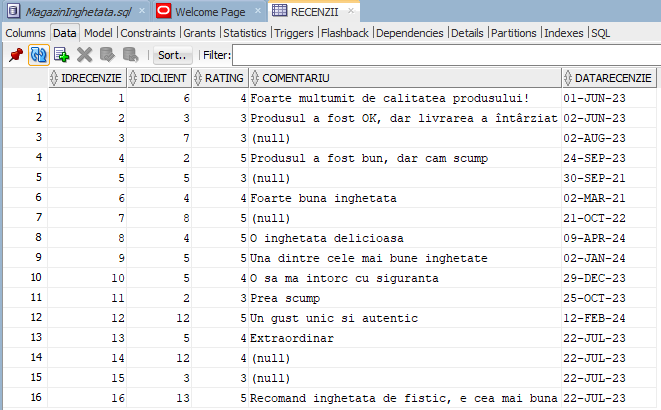 MagazinInghetata.sql Welcome Page RECENZII
Columns Data Model Constraints Grants Statistics Triggers Flashback Dependencies Details Partitions Indexes SQL
Sort.. Filter:
IDRECENZIE IDCLIENT RATING COMENTARIU DATARECENZIE
1 1 6 4 Foarte multumit de calitatea produsului! 01-JUN-23
2 2 3 3 Produsul a fost OK, dar livrarea a întârziat 02-JUN-23
3 3 7 3 (null) 02-AUG-23
4 4 2 5 Produsul a fost bun, dar cam scump 24-SEP-23
5 5 5 3 (null) 30-SEP-21
6 6 4 4 Foarte buna inghetata 02-MAR-21
7 7 8 5 (null) 21-OCT-22
8 8 4 5 O inghetata delicioasa 09-APR-24
9 9 5 5 Una dintre cele mai bune inghetate 02-JAN-24
10 10 5 4 O sa ma intorc cu siguranta 29-DEC-23
11 11 2 3 Prea scump 25-OCT-23
12 12 12 5 Un gust unic si autentic 12-FEB-24
13 13 5 4 Extraordinar 22-JUL-23
14 14 12 4 (null) 22-JUL-23
15 15 3 3 (null) 22-JUL-23
16 16 13 5 Recomand inghetata de fistic, e cea mai buna 22-JUL-23